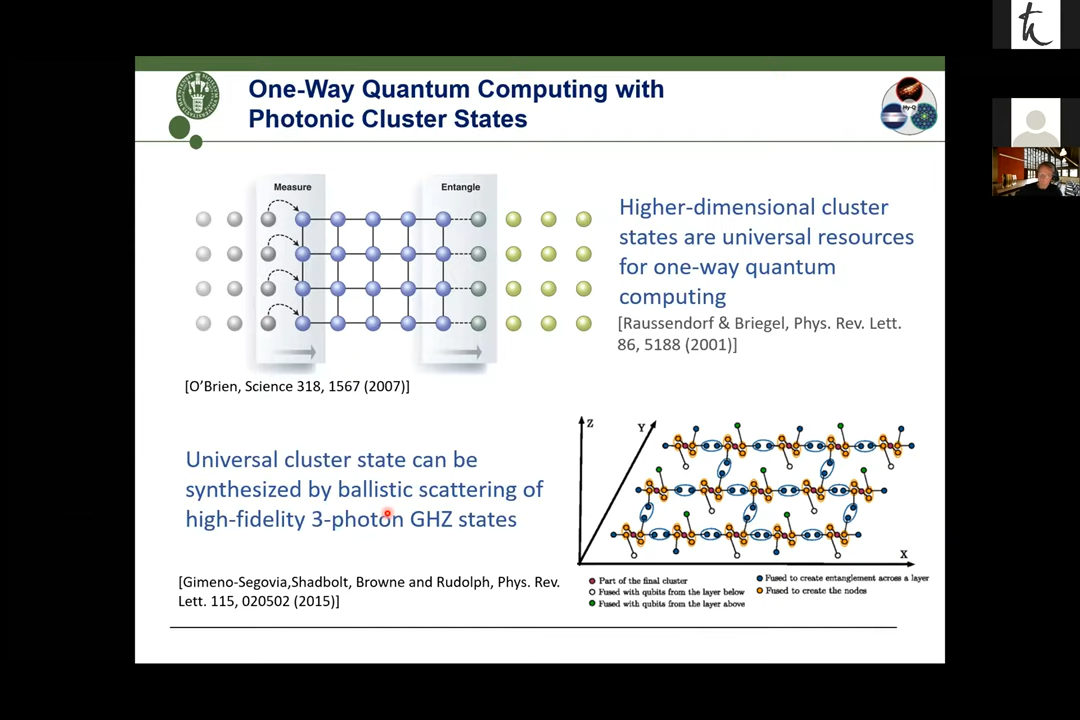 One-Way Quantum Computing with
Photonic Cluster States
Hy-Q
Measure
Entangle
Higher-dimensional cluster
states are universal resources
for one-way quantum
computing
[Raussendorf & Briegel, Phys. Rev. Lett.
86, 5188 (2001)]
[O’Brien, Science 318, 1567 (2007)]
Universal cluster state can be
synthesized by ballistic scattering of
high-fidelity 3-photon GHZ states
[Gimeno-Segovia,Shadbolt, Browne and Rudolph, Phys. Rev.
Lett. 115, 020502 (2015)]
Z
Y
X
Part of the final cluster
Fused with qubits from the layer below
Fused with qubits from the layer above
Fused to create entanglement across a layer
Fused to create the nodes